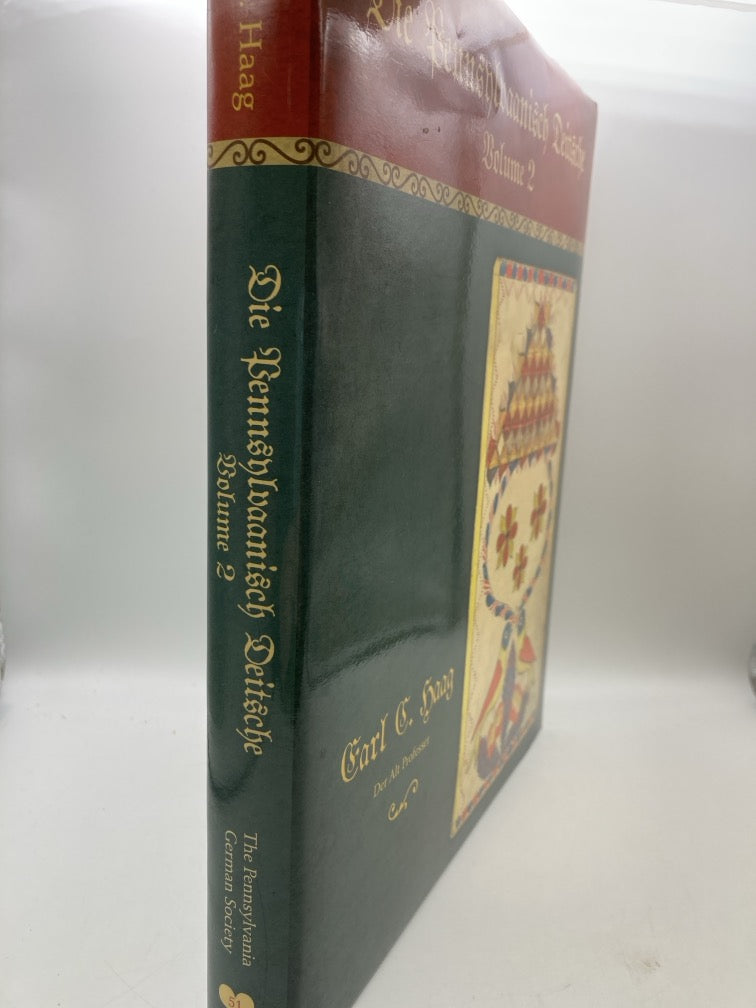 . Haag
Die Pennsylvaanisch Deitsche
Volume 2
The Pennsylvania
German Society
51
Die Pennsylvaanisch Deitsche
Volume 2
Earl C. Haag
Der Alt Professer